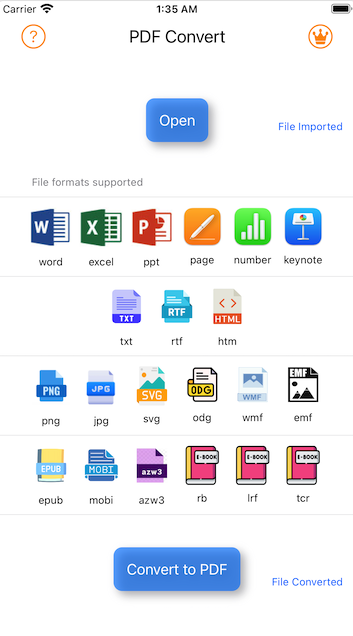 Carrier 1:35 AM
? PDF Convert
Open
File Imported
File formats supported
W X P
word excel ppt page number keynote
TXT RTF HTML
txt rtf htm
PNG JPG SVG ODG WMF EMF
png jpg svg odg wmf emf
EPUB MOBI azw3 E-BOOK E-BOOK E-BOOK
epub mobi azw3 rb lrf tcr
Convert to PDF
File Converted